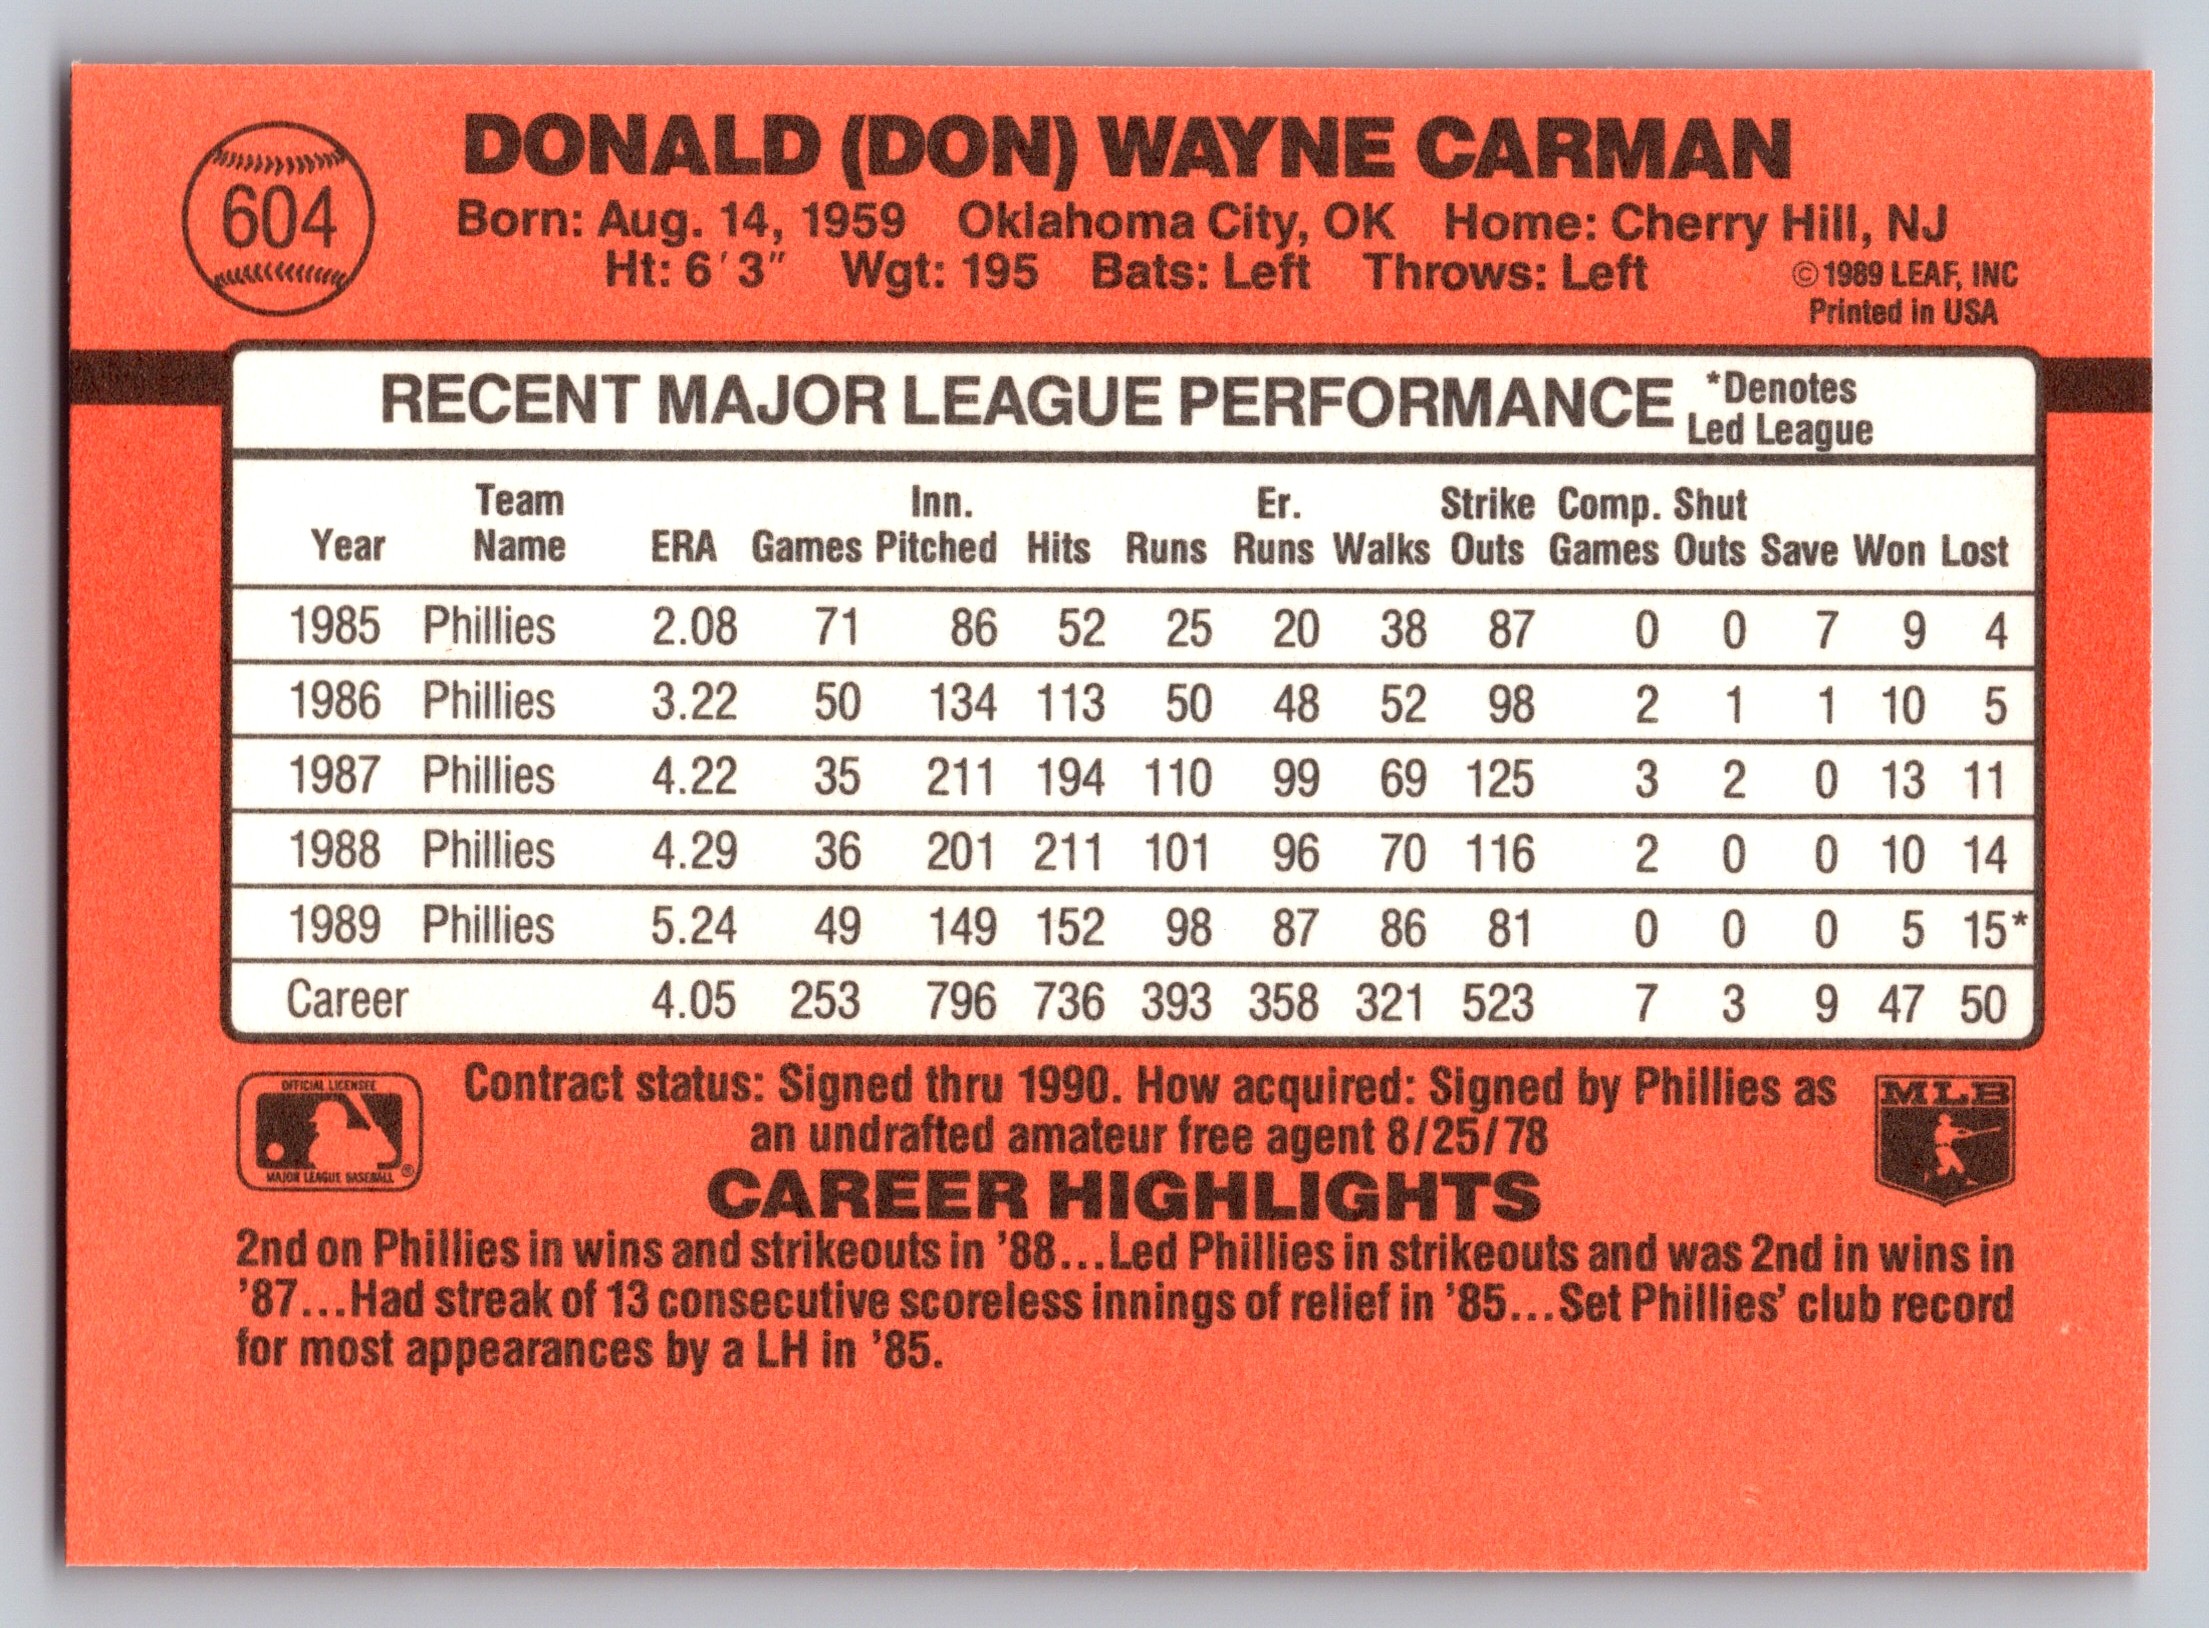 604
DONALD (DON) WAYNE CARMAN
Born: Aug. 14, 1959 Oklahoma City, OK Home: Cherry Hill, NJ
Ht: 6'3" Wgt: 195 Bats: Left Throws: Left ©1989 LEAF, INC
Printed in USA
RECENT MAJOR LEAGUE PERFORMANCE *Denotes
Led League
Team Inn. Er. Strike Comp. Shut
Year Name ERA Games Pitched Hits Runs Runs Walks Outs Games Outs Save Won Lost
1985 Phillies 2.08 71 86 52 25 20 38 87 0 0 7 9 4
1986 Phillies 3.22 50 134 113 50 48 52 98 2 1 1 10 5
1987 Phillies 4.22 35 211 194 110 99 69 125 3 2 0 13 11
1988 Phillies 4.29 36 201 211 101 96 70 116 2 0 0 10 14
1989 Phillies 5.24 49 149 152 98 87 86 81 0 0 0 5 15*
Career 4.05 253 796 736 393 358 321 523 7 3 9 47 50
OFFICIAL LICENSEE
MAJOR LEAGUE BASEBALL ®
Contract status: Signed thru 1990. How acquired: Signed by Phillies as
an undrafted amateur free agent 8/25/78
MLB
CAREER HIGHLIGHTS
2nd on Phillies in wins and strikeouts in '88...Led Phillies in strikeouts and was 2nd in wins in
'87...Had streak of 13 consecutive scoreless innings of relief in '85...Set Phillies' club record
for most appearances by a LH in '85.